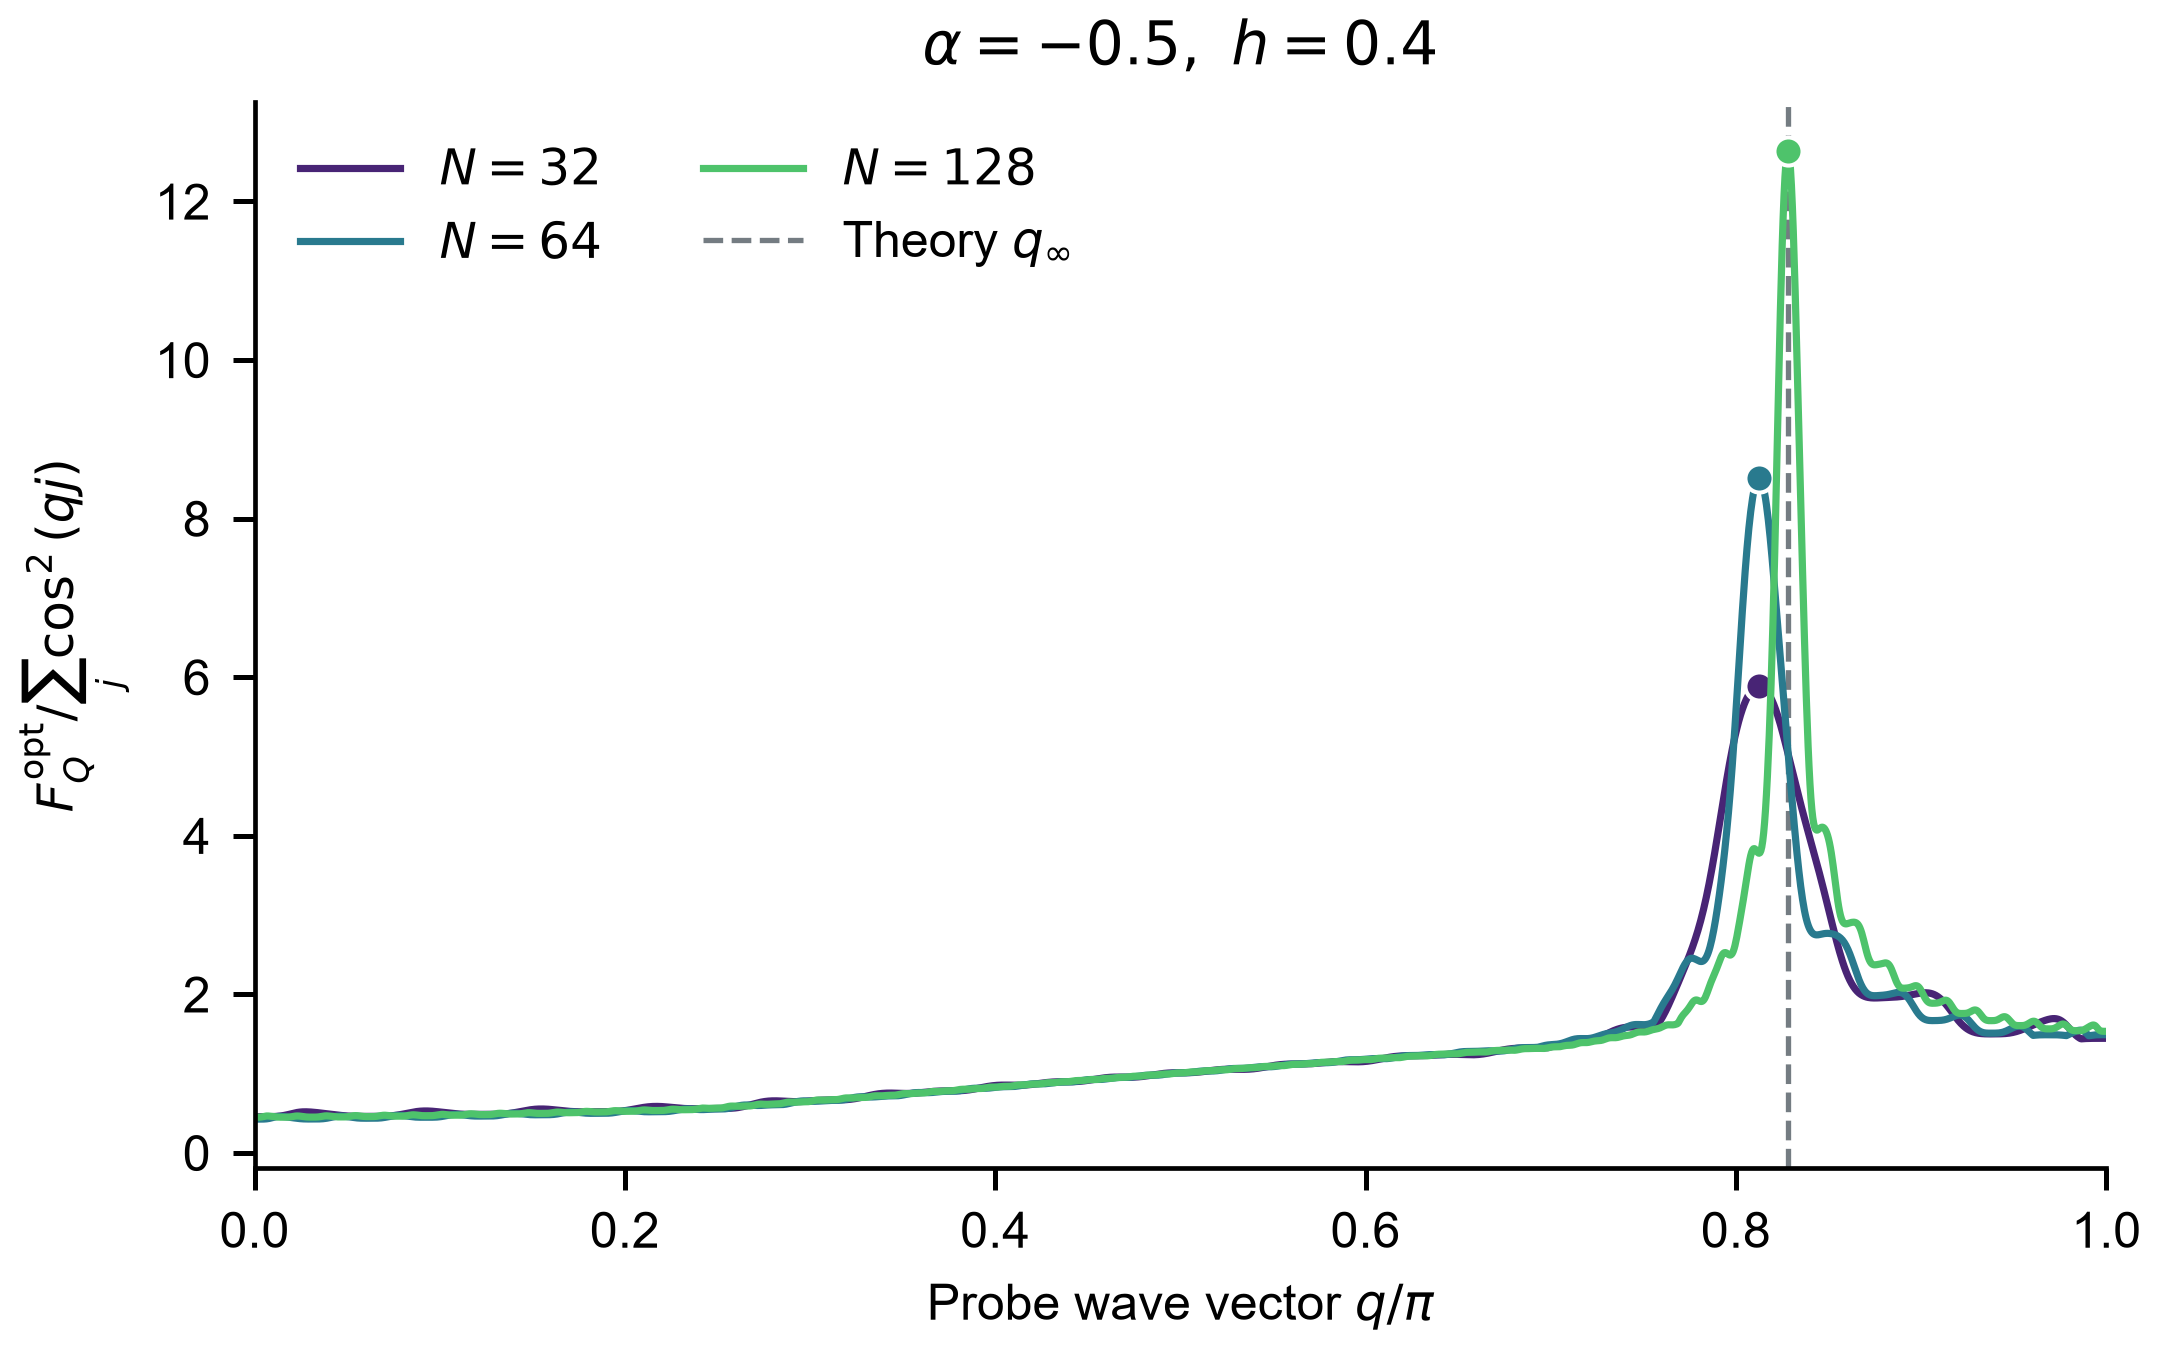 α = −0.5, h = 0.4
N = 32
N = 64
N = 128
Theory q∞
F_Q^opt/∑_j cos² (qj)
12
10
8
6
4
2
0
0.0 0.2 0.4 0.6 0.8 1.0
Probe wave vector q/π